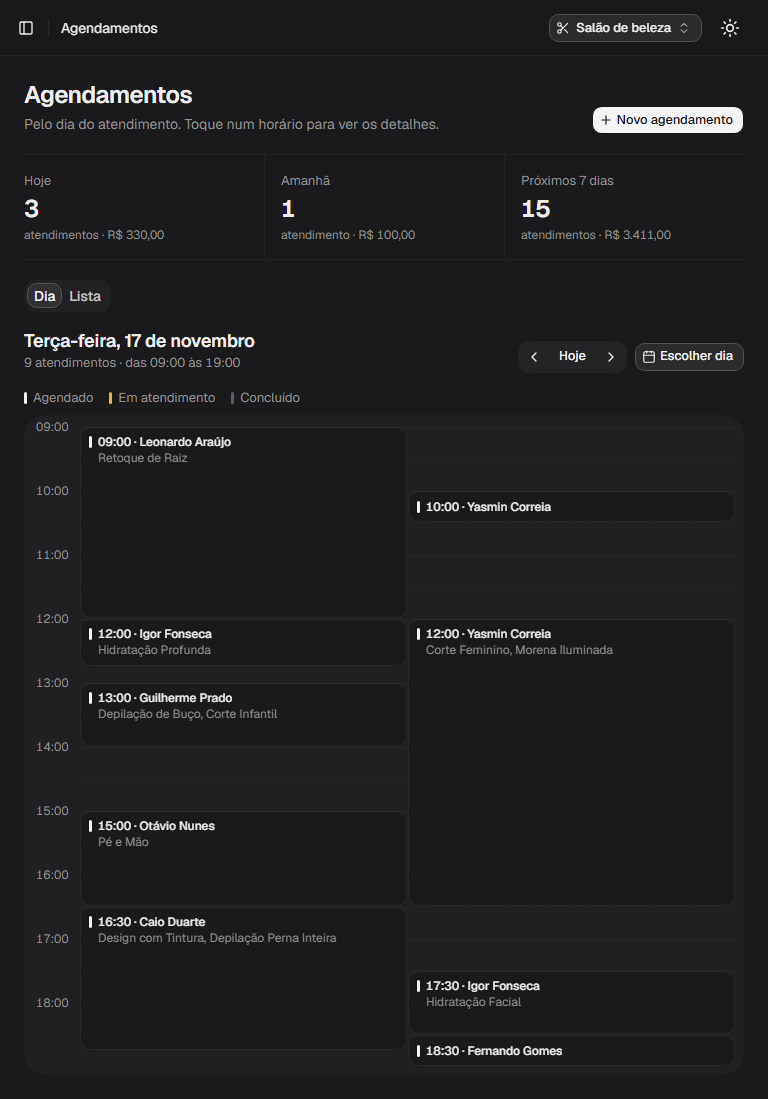 Agendamentos
Salão de beleza
Agendamentos
Pelo dia do atendimento. Toque num horário para ver os detalhes.
+ Novo agendamento
Hoje
3
atendimentos · R$ 330,00
Amanhã
1
atendimento · R$ 100,00
Próximos 7 dias
15
atendimentos · R$ 3.411,00
Dia
Lista
Terça-feira, 17 de novembro
9 atendimentos · das 09:00 às 19:00
Hoje
Escolher dia
Agendado
Em atendimento
Concluído
09:00
09:00 · Leonardo Araújo
Retoque de Raiz
10:00
10:00 · Yasmin Correia
11:00
12:00
12:00 · Igor Fonseca
Hidratação Profunda
12:00 · Yasmin Correia
Corte Feminino, Morena Iluminada
13:00
13:00 · Guilherme Prado
Depilação de Buço, Corte Infantil
14:00
15:00
15:00 · Otávio Nunes
Pé e Mão
16:00
16:30 · Caio Duarte
Design com Tintura, Depilação Perna Inteira
17:00
17:30 · Igor Fonseca
Hidratação Facial
18:00
18:30 · Fernando Gomes